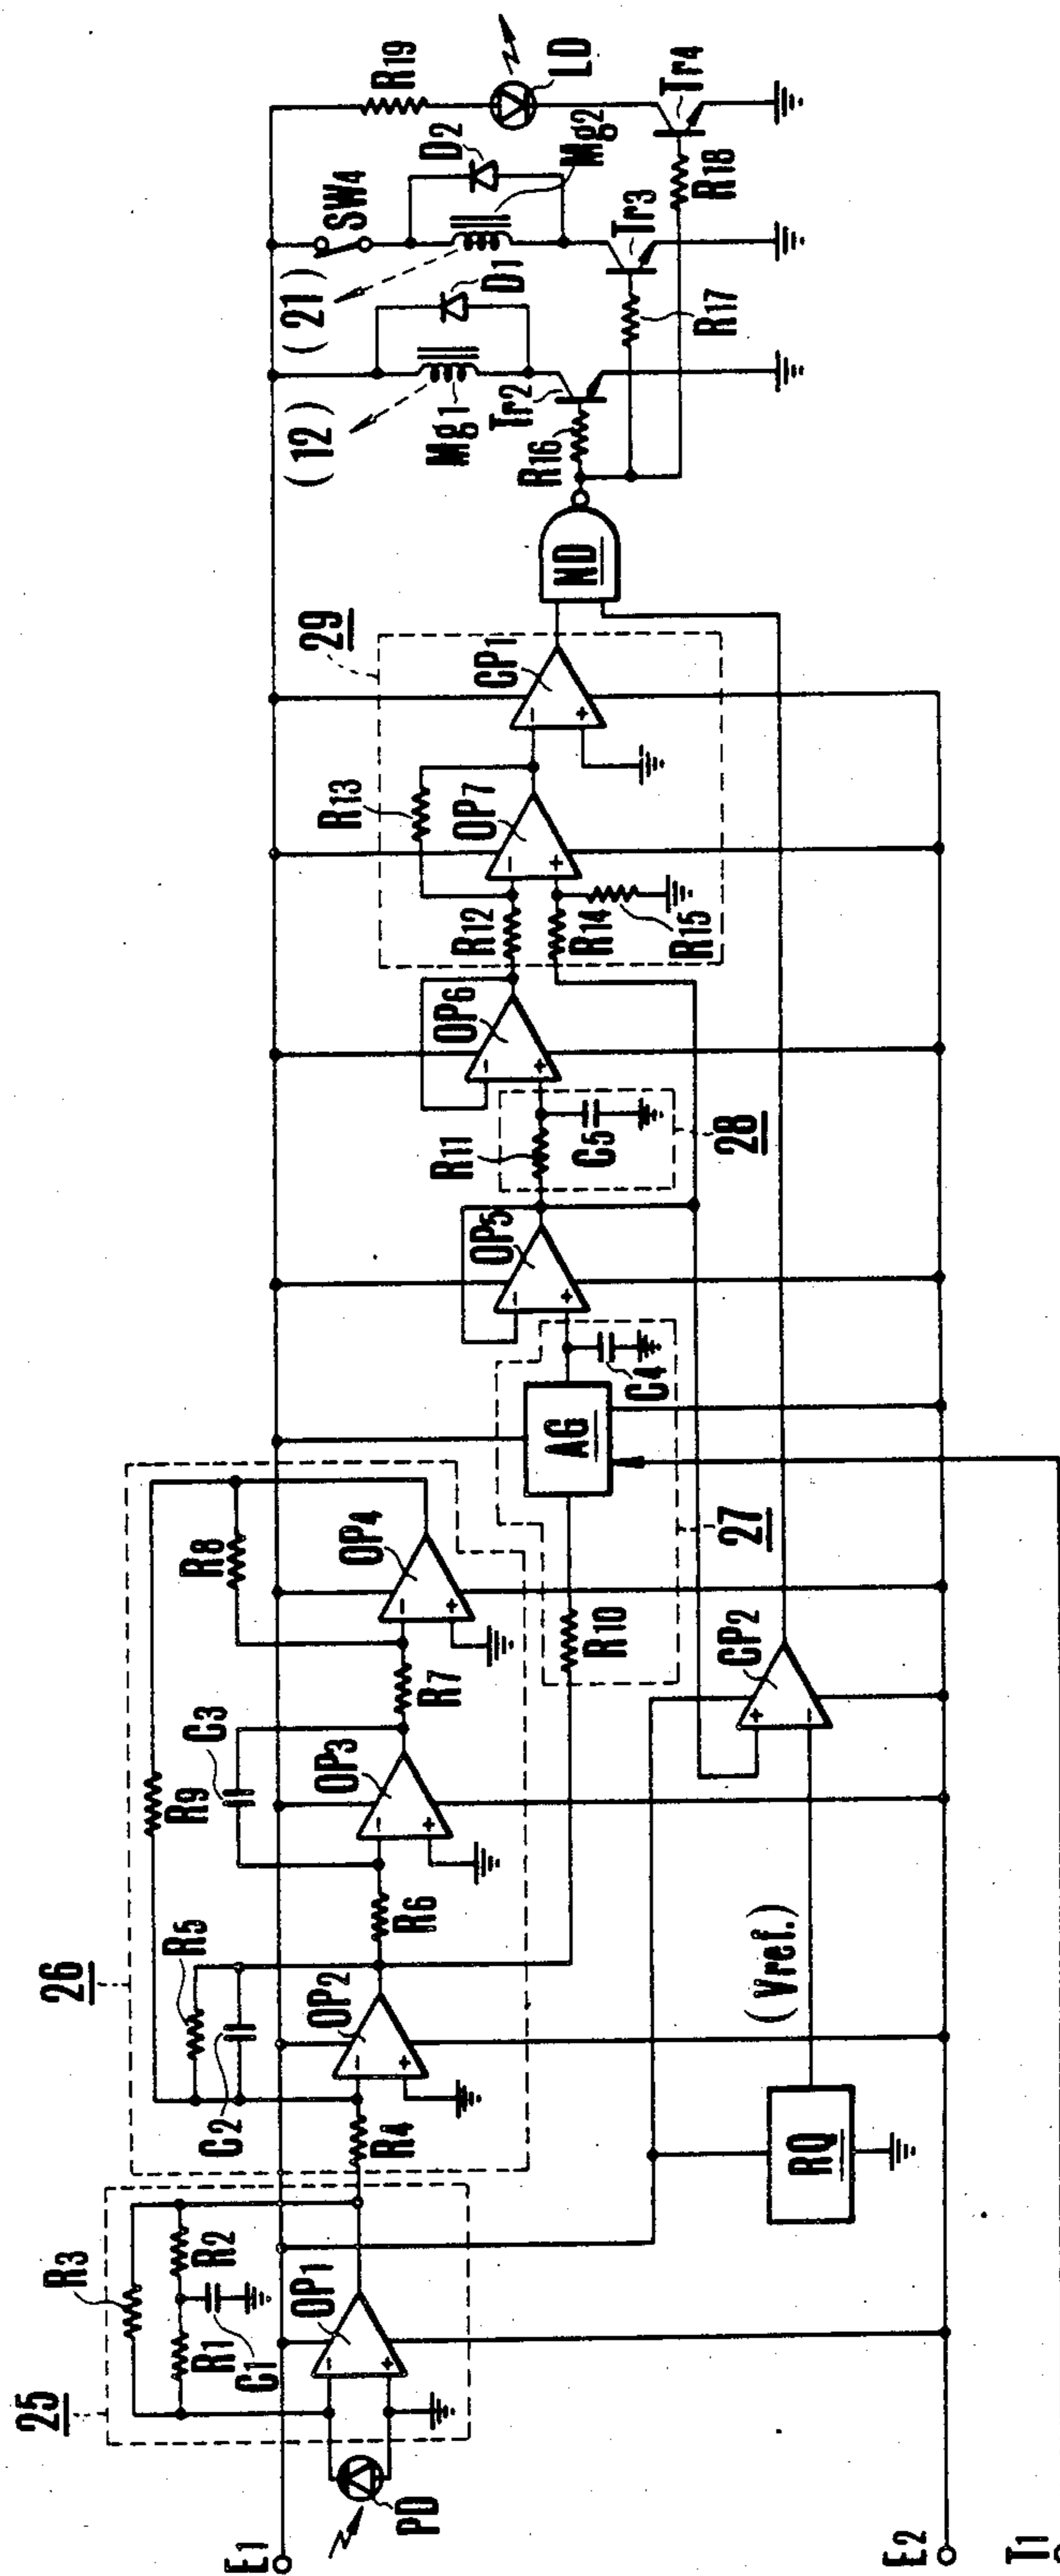 25
R3
R1
R2
C1
OP1
PD
E1
26
R9
R5
C2
R4
OP2
R6
C3
OP3
R7
R8
OP4
R10
AG
C4
27
OP5
R11
C5
28
OP6
29
R12
R13
R14
R15
OP7
CP1
ND
RQ
(Vref.)
CP2
R16
Tr2
(12)
Mg1
D1
(21)
SW4
D2
Mg2
R17
Tr3
R18
Tr4
R19
LD
E2
T1